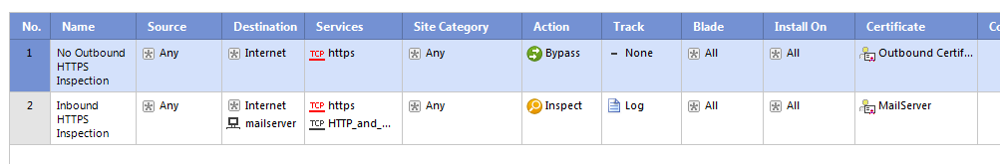 No. Name Source Destination Services Site Category Action Track Blade Install On Certificate Co
1 No Outbound HTTPS Inspection Any Internet TCP https Any Bypass – None All All Outbound Certif...
2 Inbound HTTPS Inspection Any Internet TCP https Any Inspect Log All All MailServer
mailserver TCP HTTP_and_...